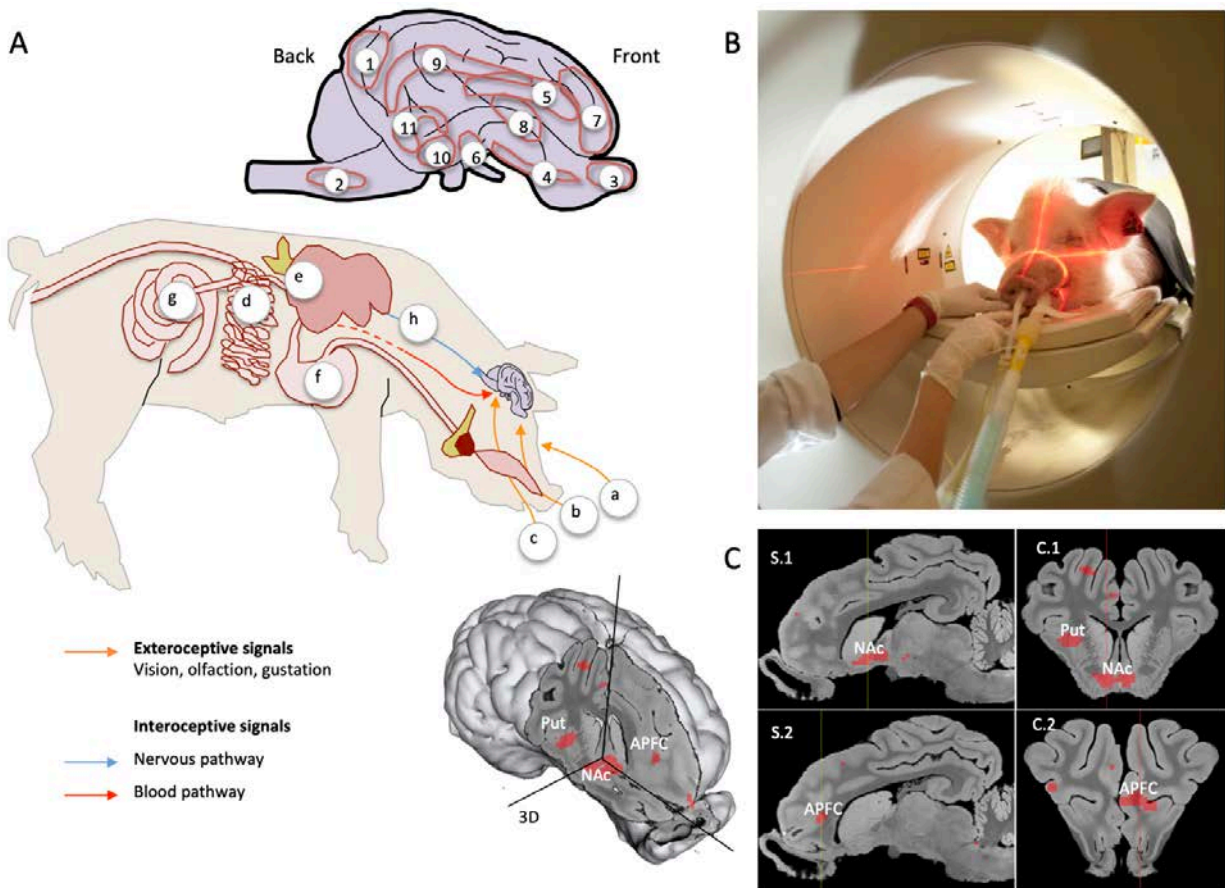 A
Back
Front
1
9
5
7
11
8
10
6
2
4
3
e
g
d
h
f
a
b
c
Exteroceptive signals
Vision, olfaction, gustation
Interoceptive signals
Nervous pathway
Blood pathway
Put
APFC
NAc
3D
B
C
S.1
NAc
C.1
Put
NAc
S.2
APFC
C.2
APFC